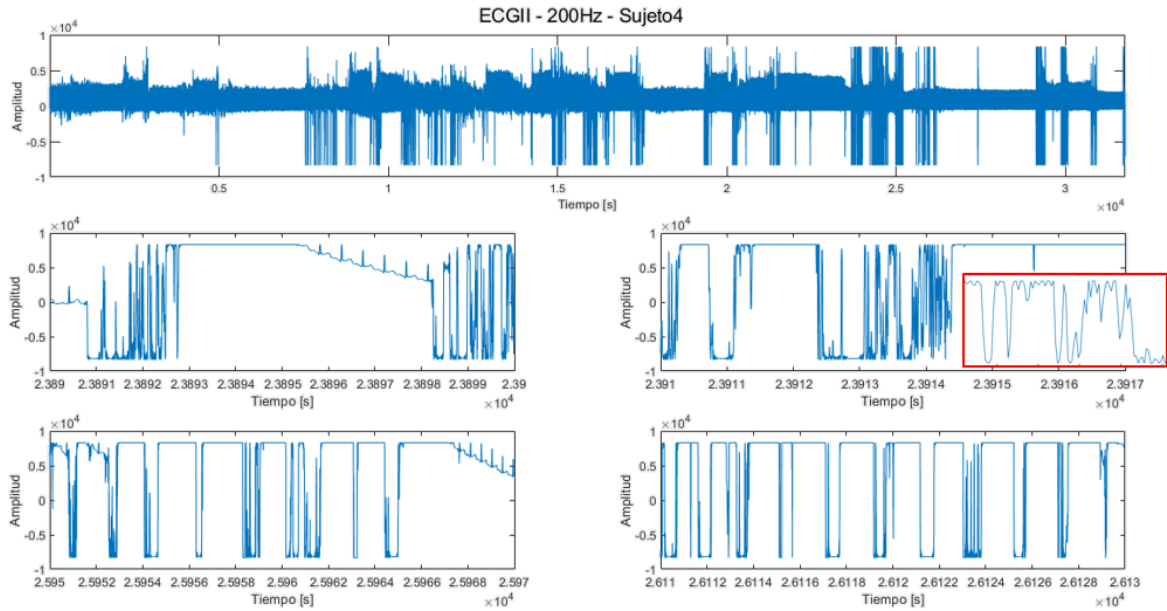 ECGII - 200Hz - Sujeto4
×10⁴
1
0.5
0
-0.5
-1
Amplitud
0.5 1 1.5 2 2.5 3
Tiempo [s]
×10⁴
×10⁴
1
0.5
0
-0.5
-1
Amplitud
2.389 2.3891 2.3892 2.3893 2.3894 2.3895 2.3896 2.3897 2.3898 2.3899 2.39
Tiempo [s]
×10⁴
×10⁴
1
0.5
0
-0.5
-1
Amplitud
2.391 2.3911 2.3912 2.3913 2.3914 2.3915 2.3916 2.3917
Tiempo [s]
×10⁴
×10⁴
1
0.5
0
-0.5
-1
Amplitud
2.595 2.5952 2.5954 2.5956 2.5958 2.596 2.5962 2.5964 2.5966 2.5968 2.597
Tiempo [s]
×10⁴
×10⁴
1
0.5
0
-0.5
-1
Amplitud
2.611 2.6112 2.6114 2.6116 2.6118 2.612 2.6122 2.6124 2.6126 2.6128 2.613
Tiempo [s]
×10⁴